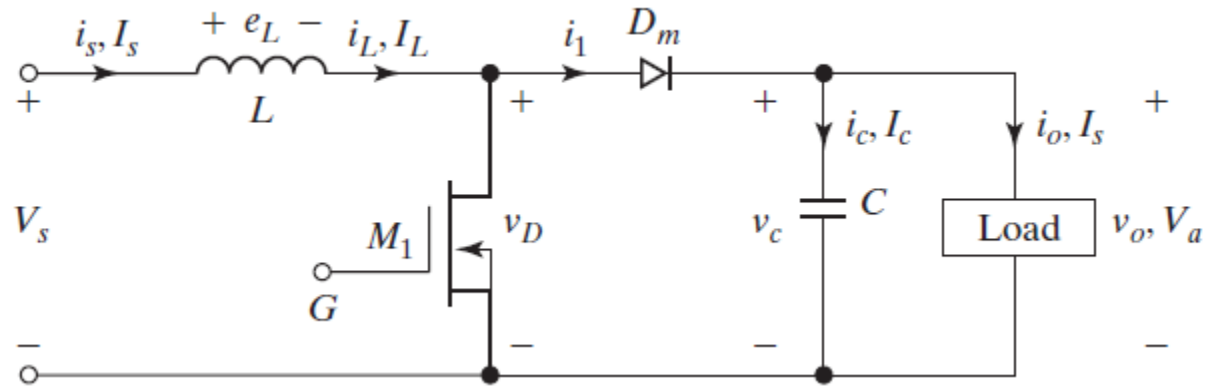 i_s, I_s
+ e_L −
i_L, I_L
i_1
D_m
L
+
+
+
+
i_c, I_c
i_o, I_s
V_s
M_1
v_D
v_c
C
Load
v_o, V_a
G
−
−
−
−